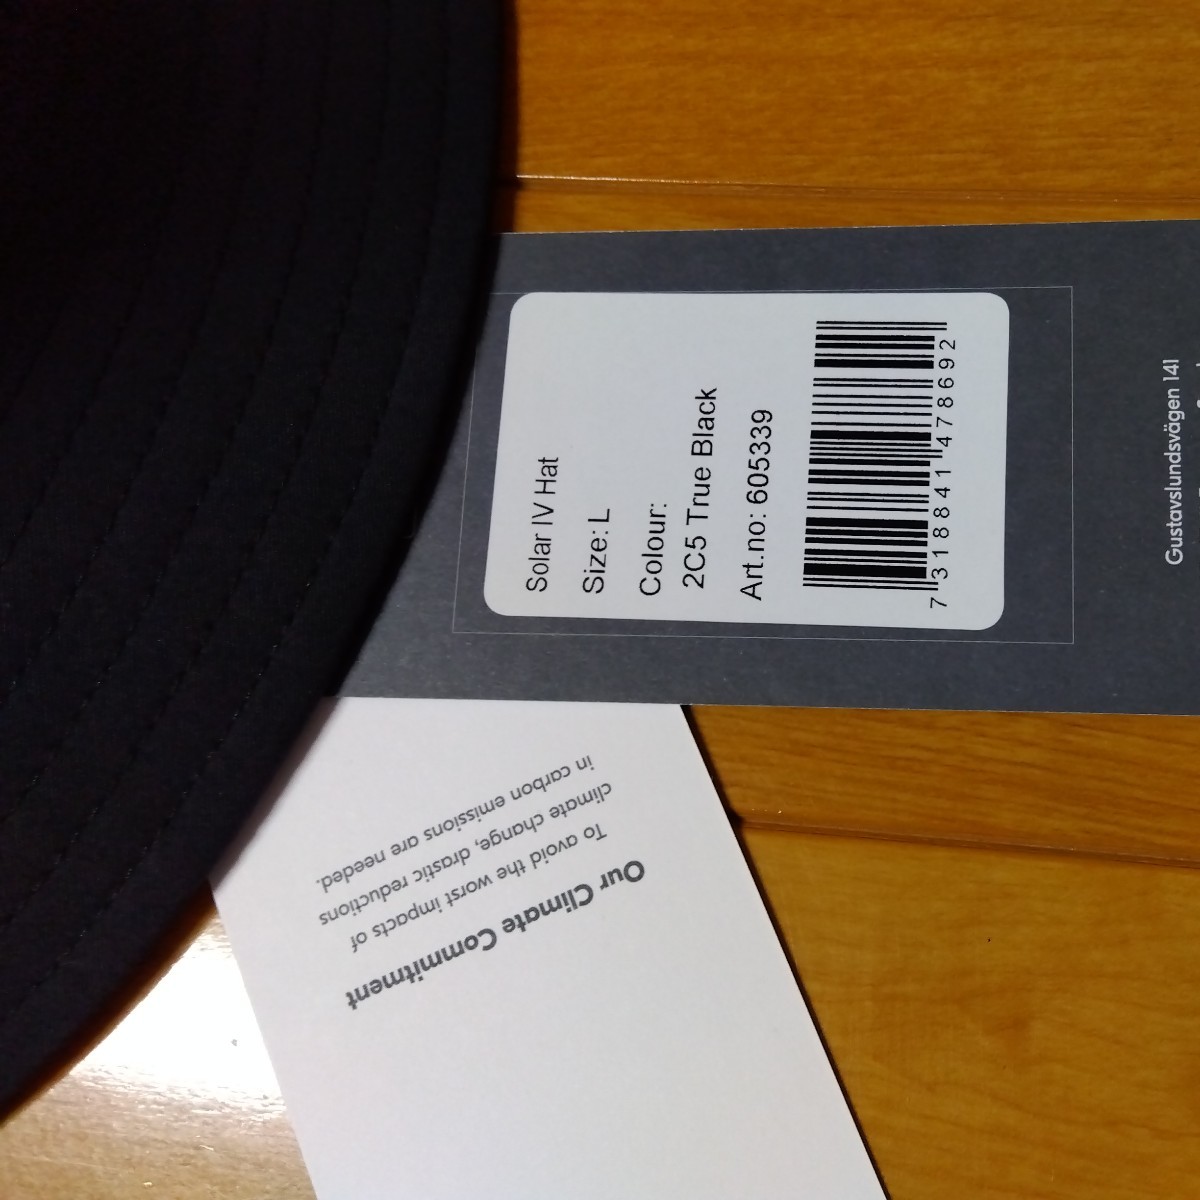 Solar IV Hat
Size: L
Colour:
2C5 True Black
Art.no: 605339
7 318841 478692
Gustavslundsvägen 141
Our Climate Commitment
To avoid the worst impacts of
climate change, drastic reductions
in carbon emissions are needed.